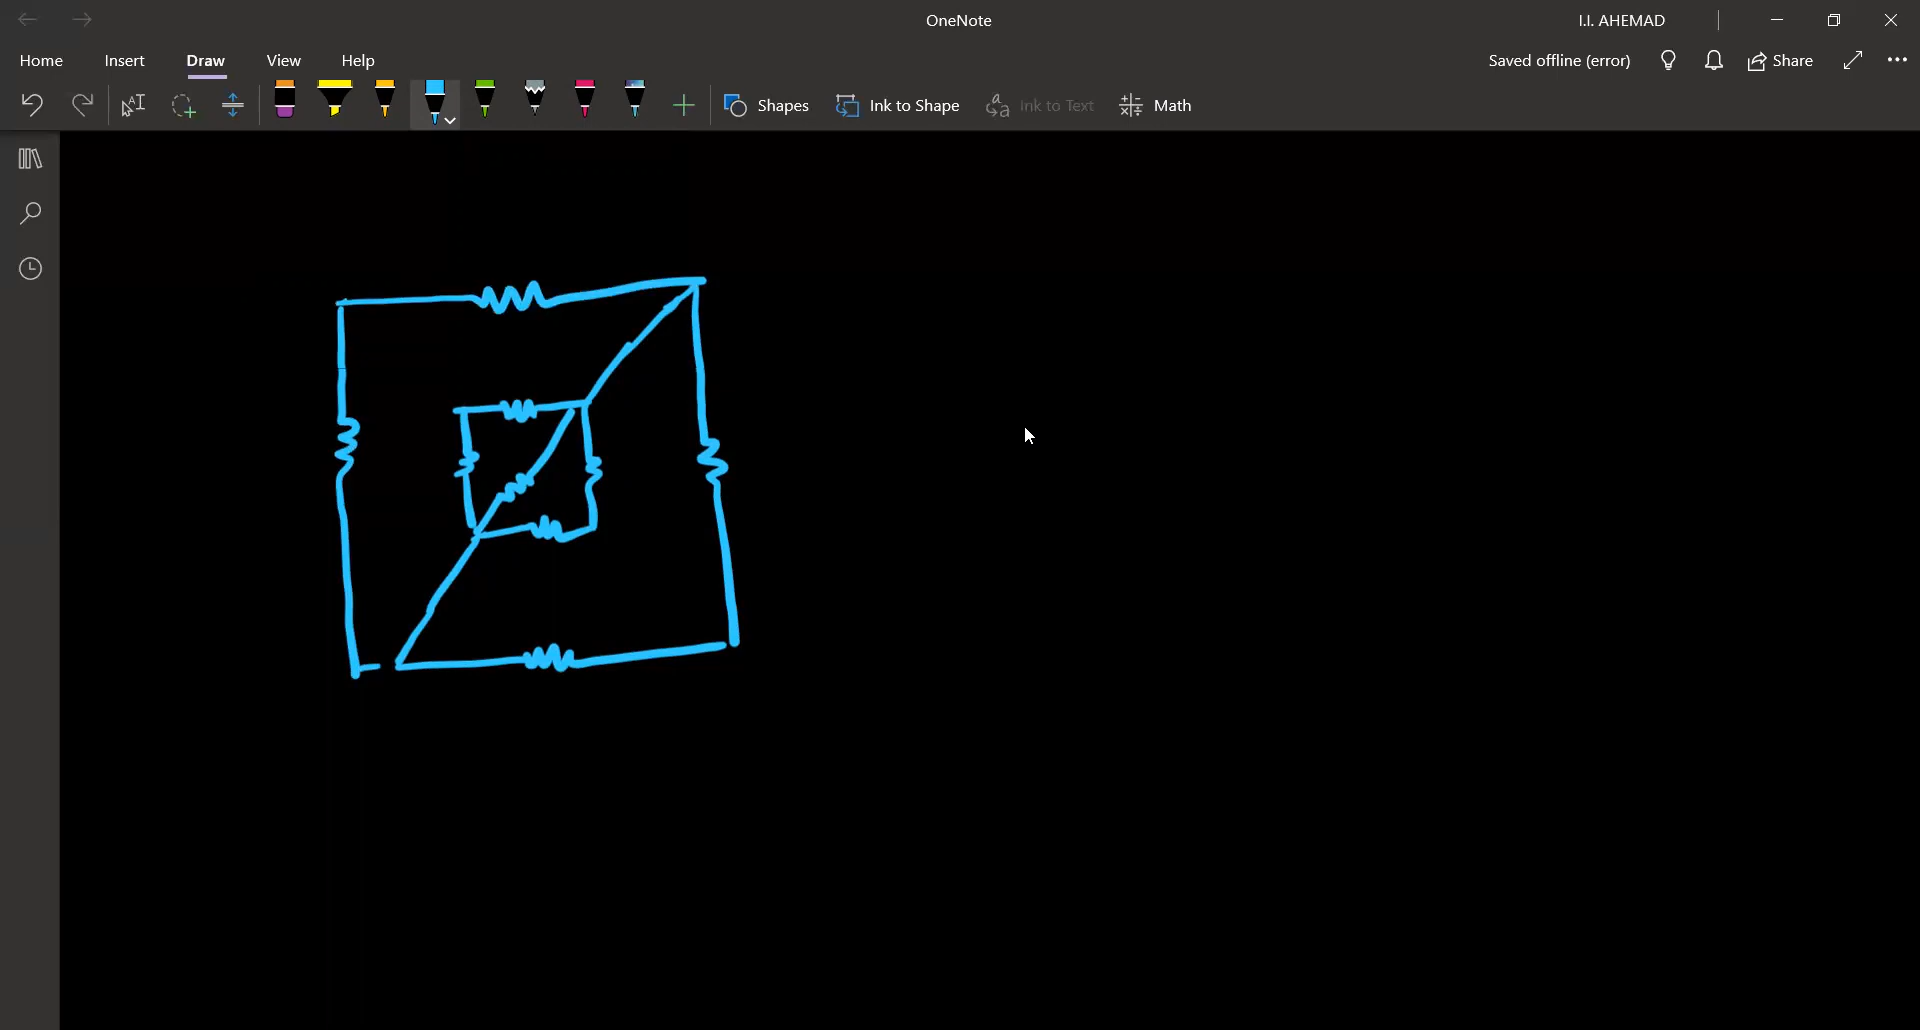 OneNote
I.I. AHEMAD
Home Insert Draw View Help
Saved offline (error)
Share
Shapes
Ink to Shape
Ink to Text
Math